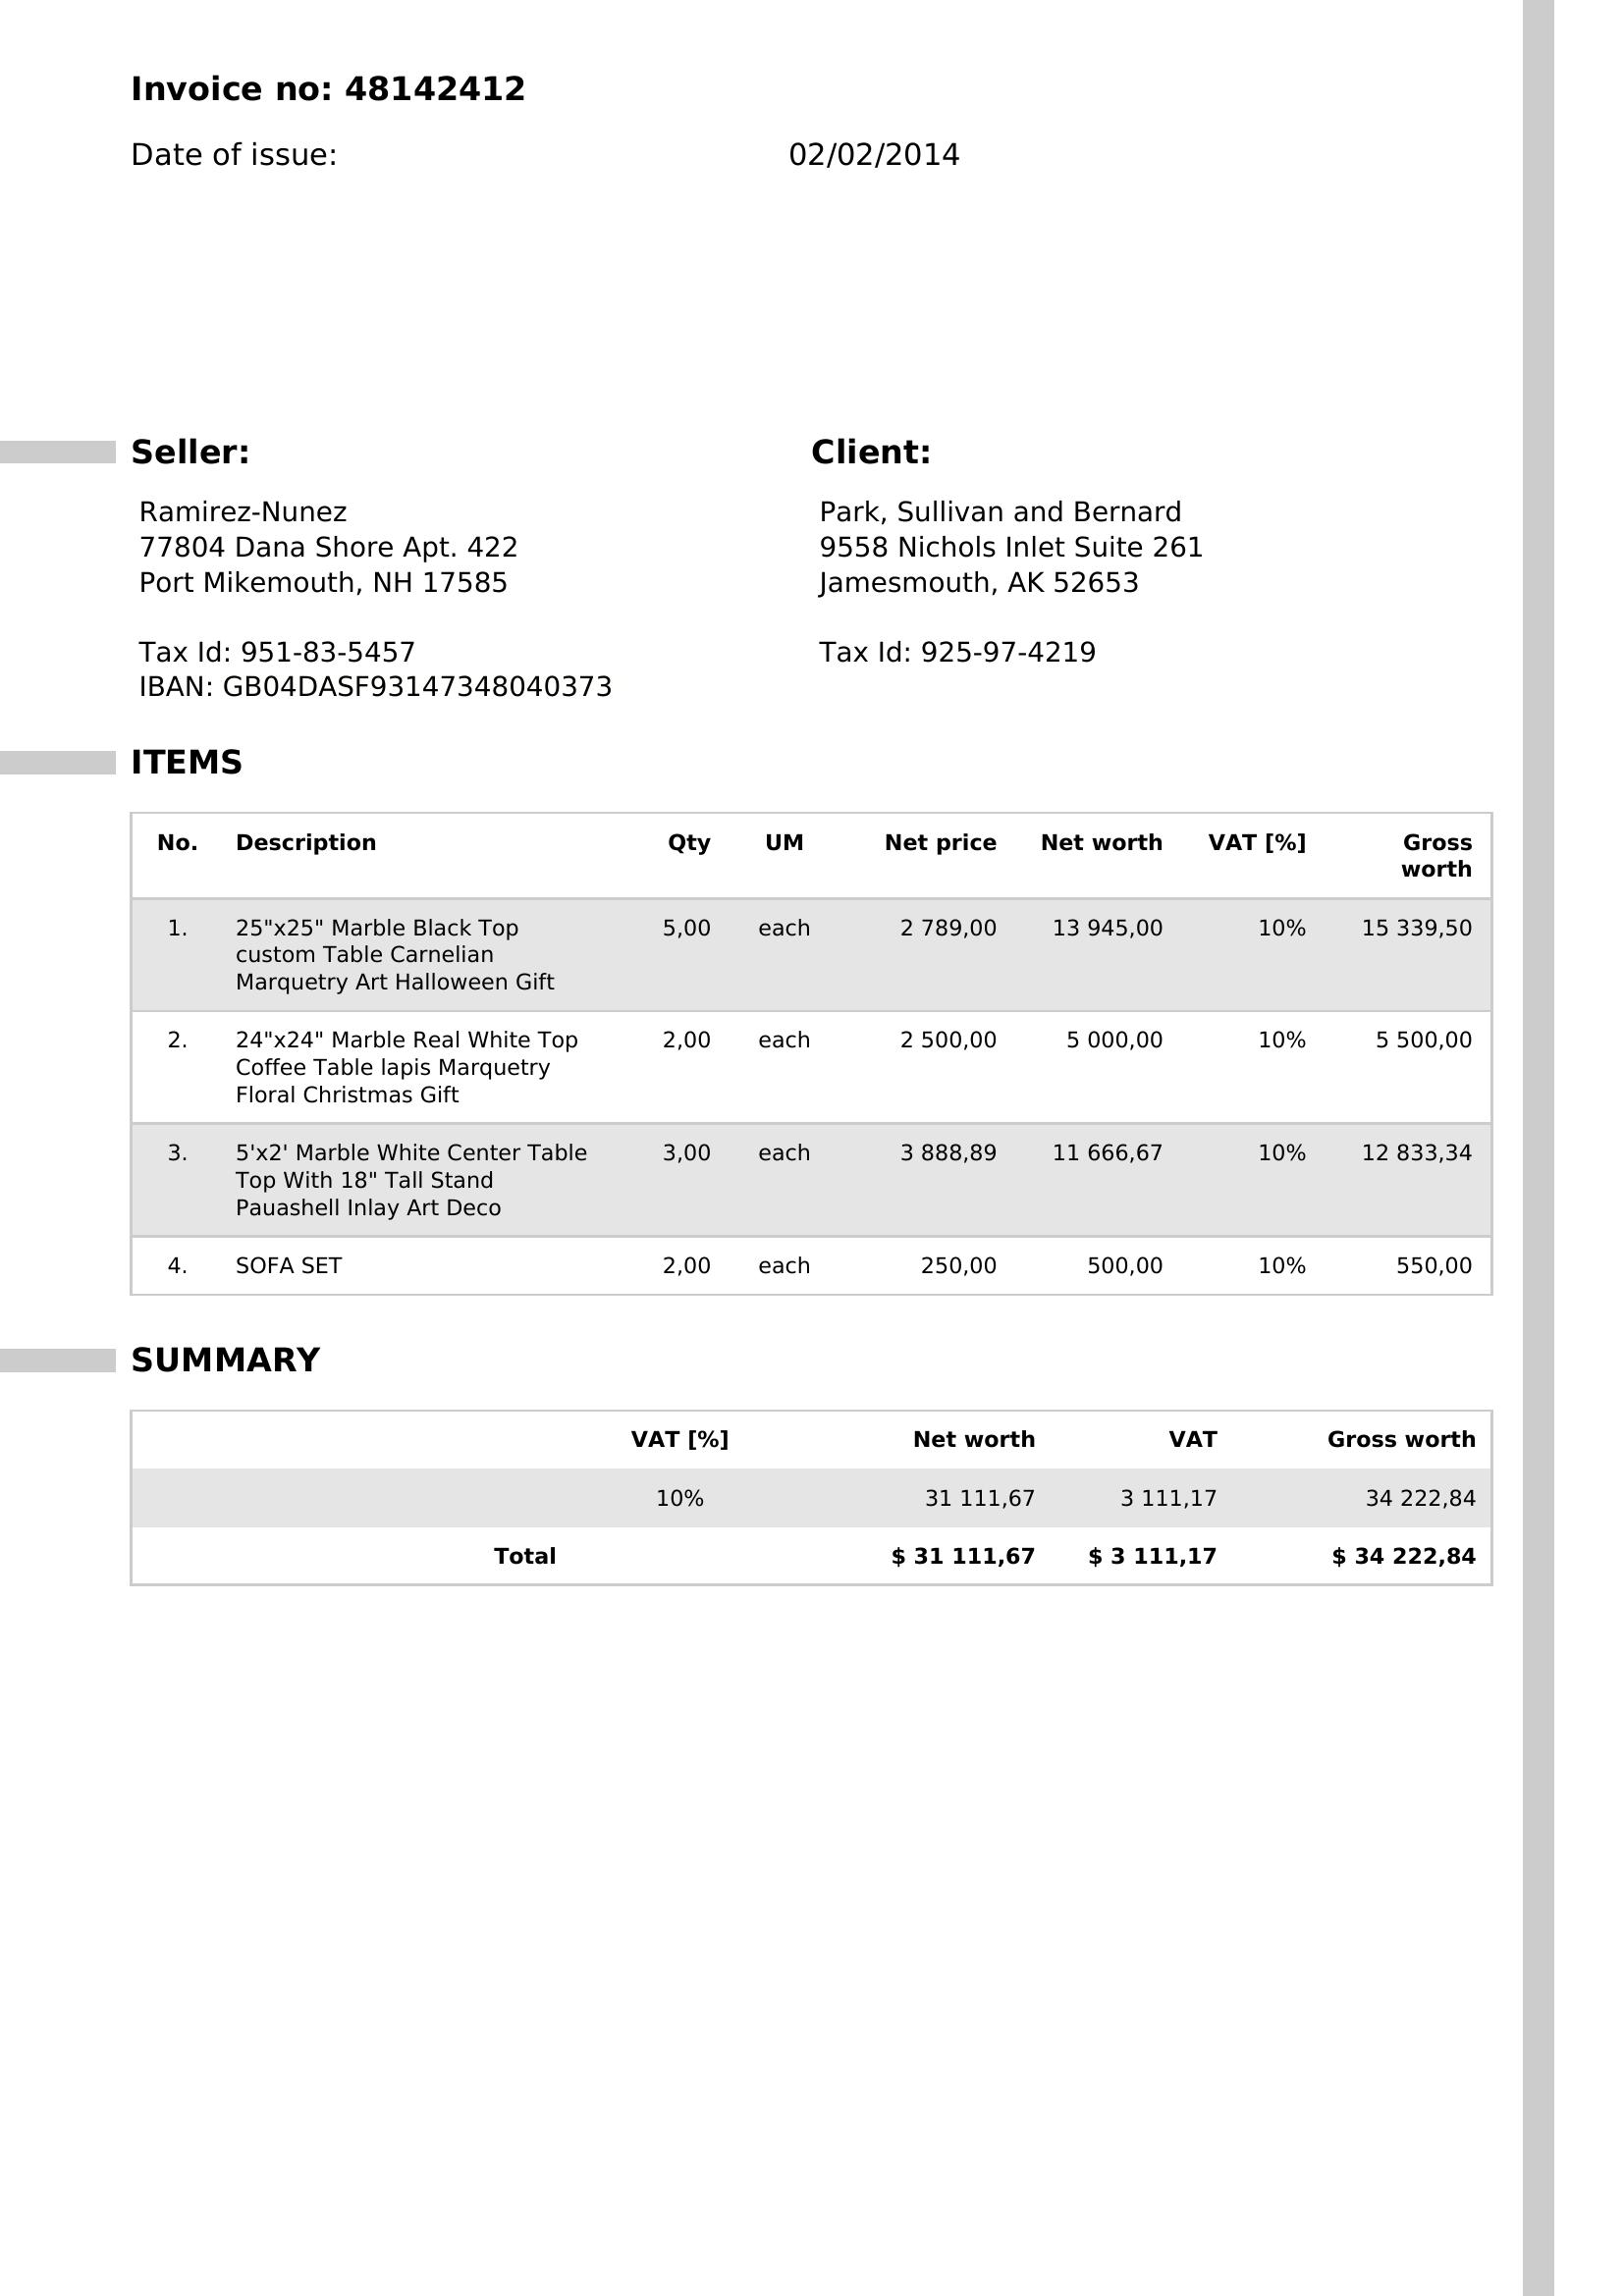 Invoice no: 48142412
Date of issue: 02/02/2014
Seller:
Ramirez-Nunez
77804 Dana Shore Apt. 422
Port Mikemouth, NH 17585
Tax Id: 951-83-5457
IBAN: GB04DASF93147348040373
Client:
Park, Sullivan and Bernard
9558 Nichols Inlet Suite 261
Jamesmouth, AK 52653
Tax Id: 925-97-4219
ITEMS
No. Description Qty UM Net price Net worth VAT [%] Gross
worth
1. 25"x25" Marble Black Top 5,00 each 2 789,00 13 945,00 10% 15 339,50
custom Table Carnelian
Marquetry Art Halloween Gift
2. 24"x24" Marble Real White Top 2,00 each 2 500,00 5 000,00 10% 5 500,00
Coffee Table lapis Marquetry
Floral Christmas Gift
3. 5'x2' Marble White Center Table 3,00 each 3 888,89 11 666,67 10% 12 833,34
Top With 18" Tall Stand
Pauashell Inlay Art Deco
4. SOFA SET 2,00 each 250,00 500,00 10% 550,00
SUMMARY
VAT [%] Net worth VAT Gross worth
10% 31 111,67 3 111,17 34 222,84
Total $ 31 111,67 $ 3 111,17 $ 34 222,84